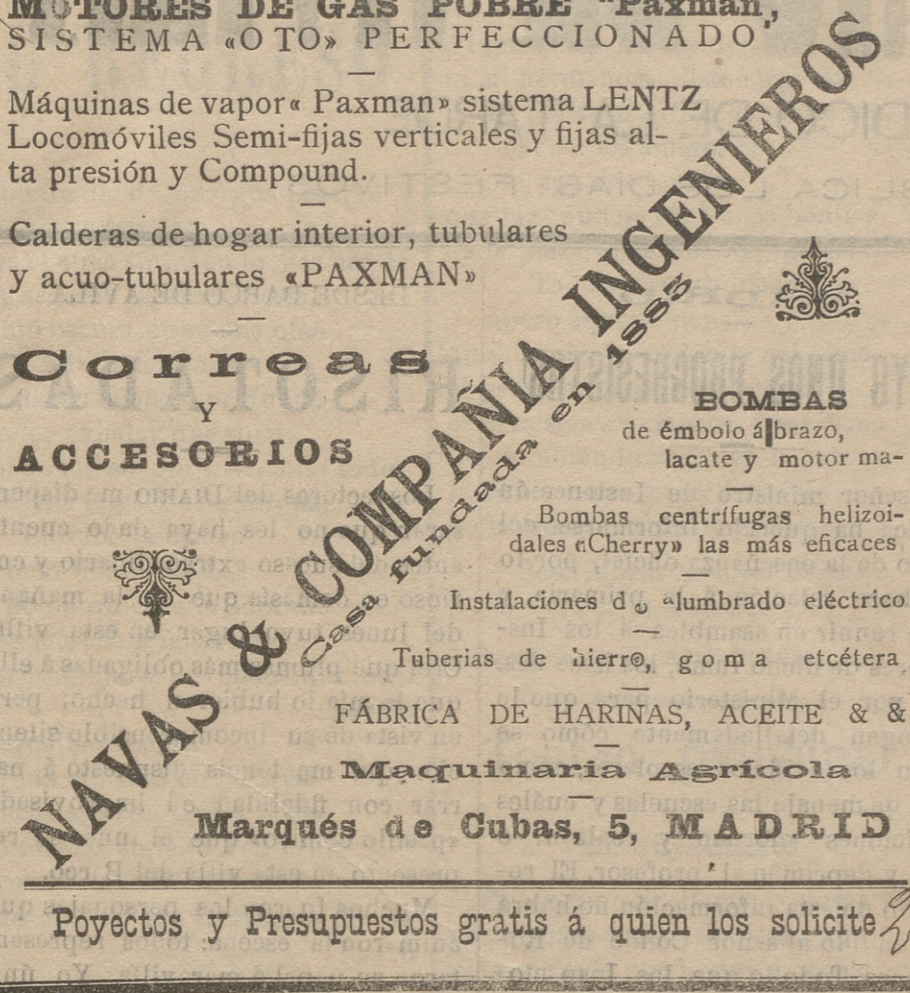 MOTORES DE GAS POBRE "Paxman,
SISTEMA «OTO» PERFECCIONADO
Máquinas de vapor« Paxman» sistema LENTZ
Locomóviles Semi-fijas verticales y fijas al-
ta presión y Compound.
Calderas de hogar interior, tubulares
y acuo-tubulares «PAXMAN»
Correas
Y
ACCESORIOS
NAVAS & COMPAÑIA INGENIEROS
Casa fundada en 1883
BOMBAS
de émbolo á brazo,
lacate y motor ma-
Bombas centrífugas helizoi-
dales «Cherry» las más eficaces
Instalaciones de alumbrado eléctrico
Tuberias de hierro, goma etcétera
FÁBRICA DE HARINAS, ACEITE & &
Maquinaria Agrícola
Marqués de Cubas, 5, MADRID
Poyectos y Presupuestos gratis á quien los solicite